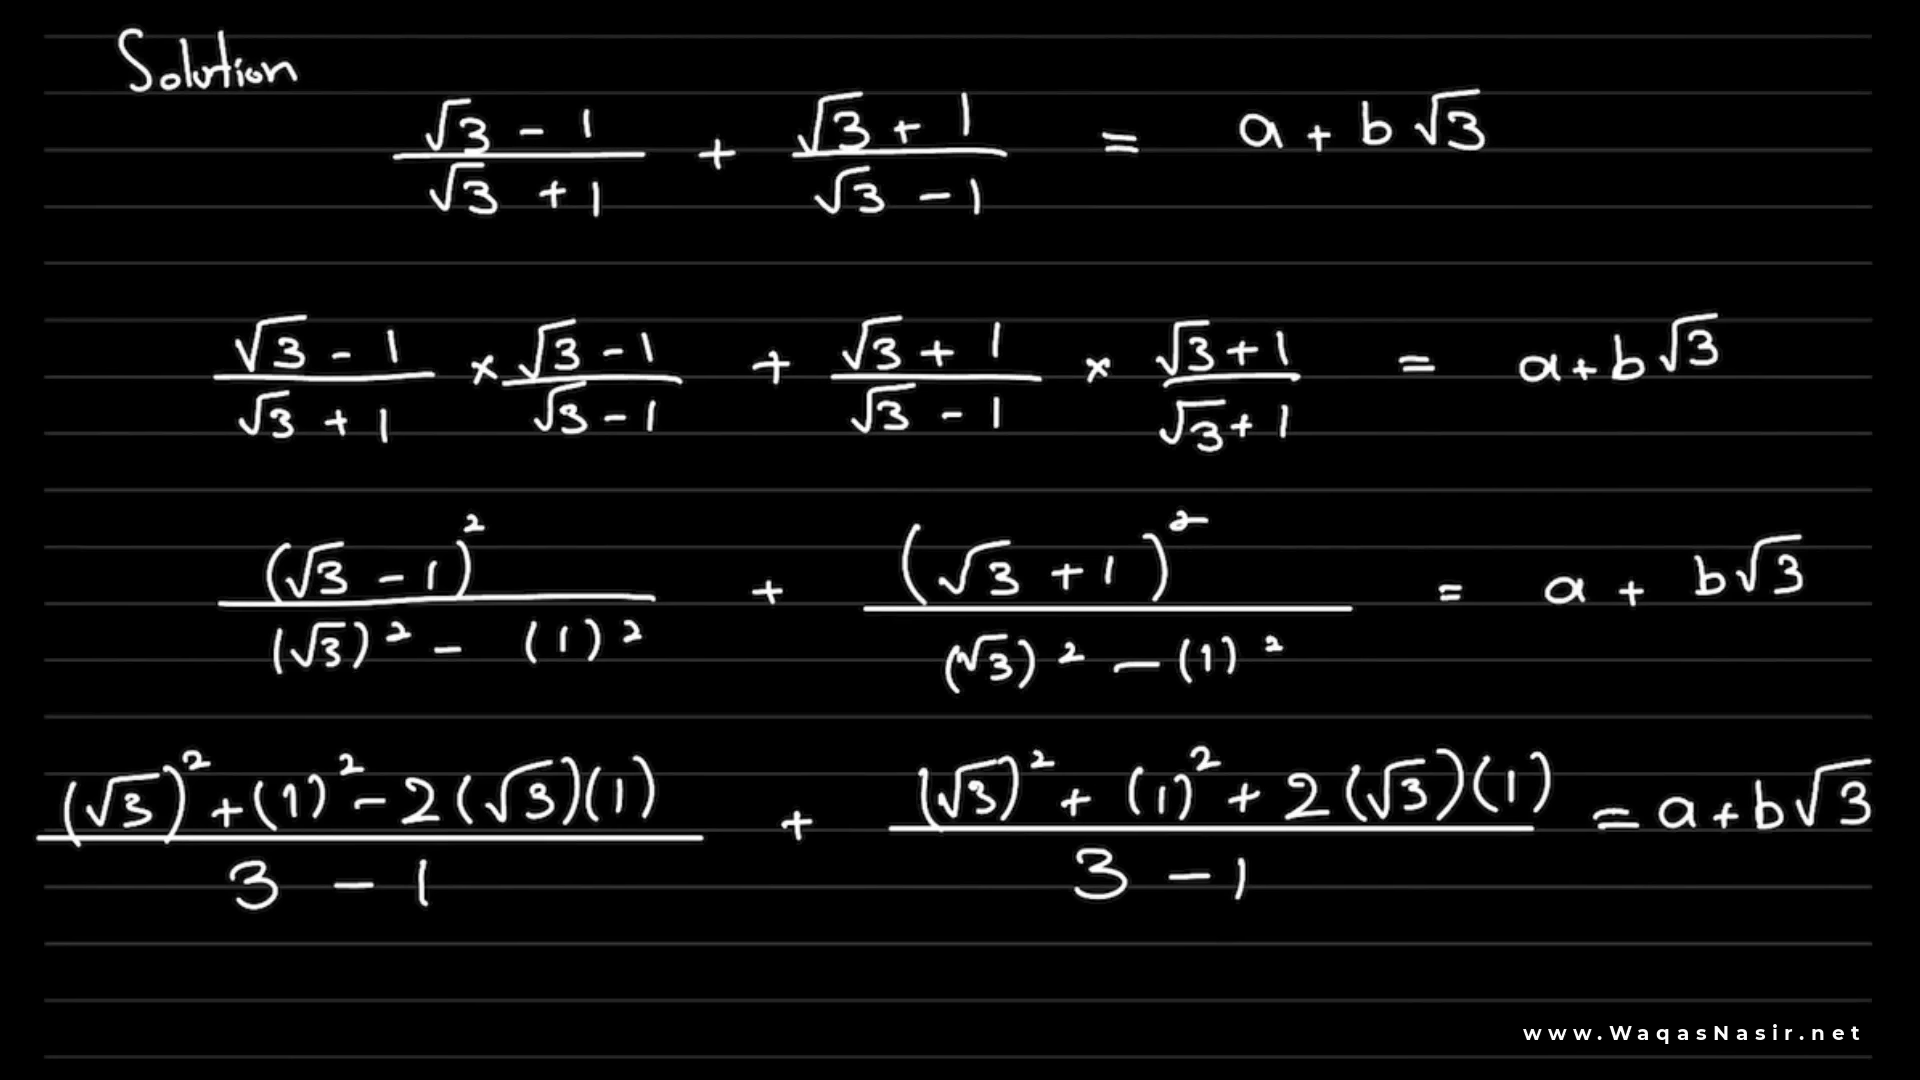 Solution
(√3 - 1)/(√3 + 1) + (√3 + 1)/(√3 - 1) = a + b√3
(√3 - 1)/(√3 + 1) × (√3 - 1)/(√3 - 1) + (√3 + 1)/(√3 - 1) × (√3 + 1)/(√3 + 1) = a + b√3
(√3 - 1)²/((√3)² - (1)²) + (√3 + 1)²/((√3)² - (1)²) = a + b√3
((√3)² + (1)² - 2(√3)(1))/(3 - 1) + ((√3)² + (1)² + 2(√3)(1))/(3 - 1) = a + b√3
www.WaqasNasir.net